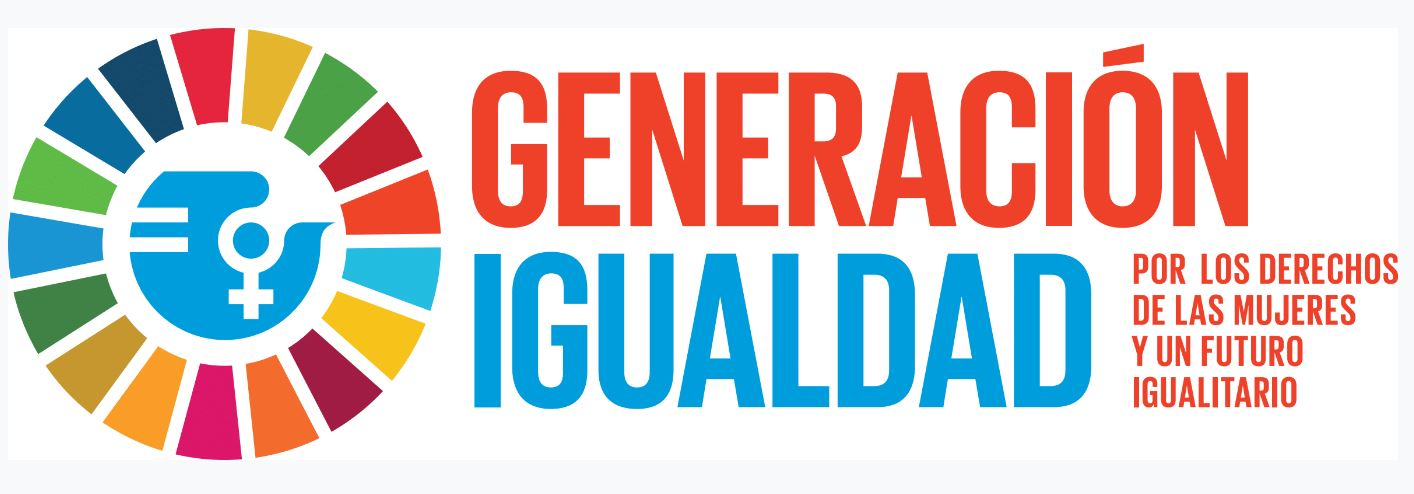 GENERACIÓN
IGUALDAD
POR LOS DERECHOS
DE LAS MUJERES
Y UN FUTURO
IGUALITARIO